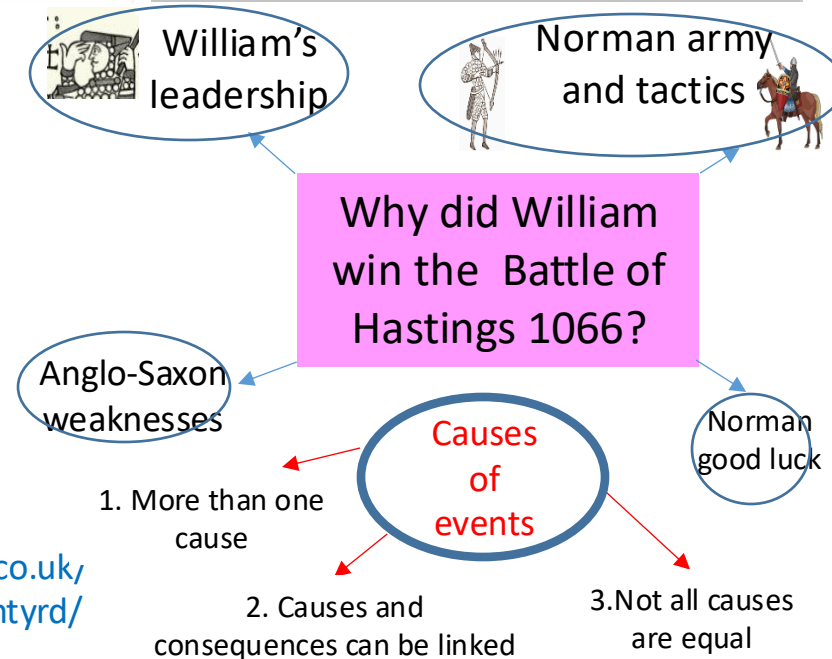 William's
leadership
Norman army
and tactics
Why did William
win the Battle of
Hastings 1066?
Anglo-Saxon
weaknesses
Norman
good luck
Causes
of
events
1. More than one
cause
co.uk/
ntyrd/
2. Causes and
consequences can be linked
3.Not all causes
are equal